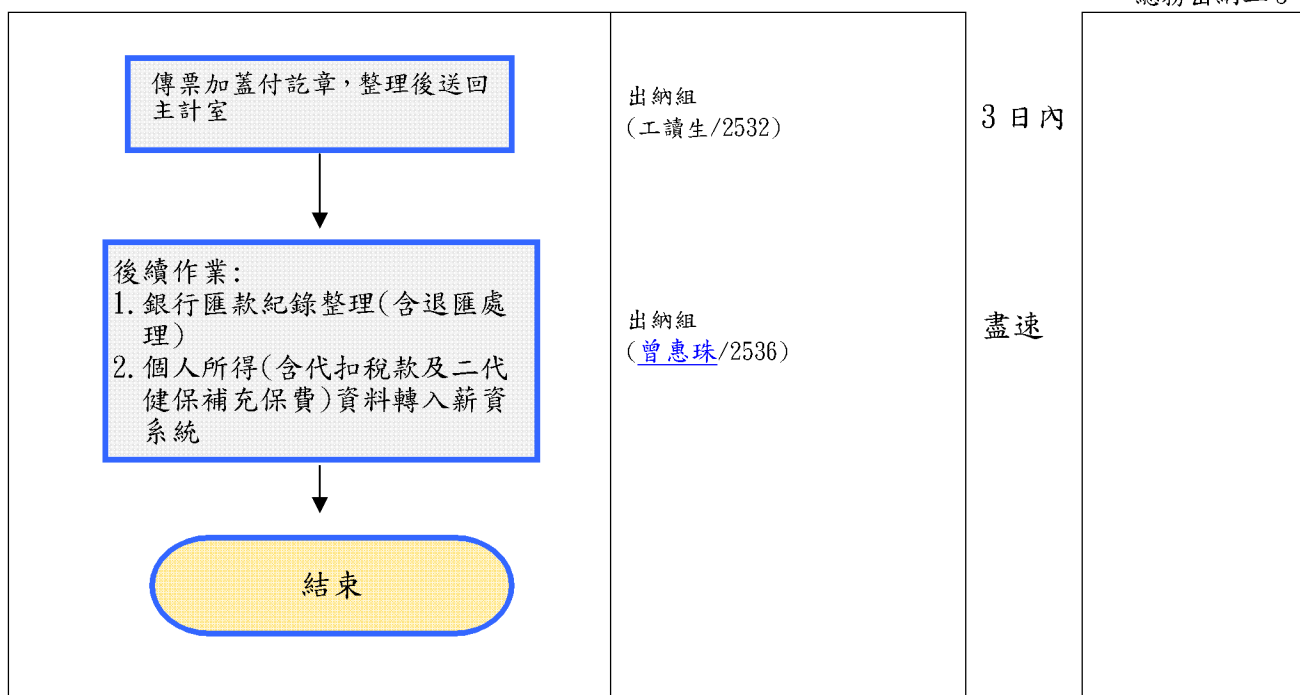 傳票加蓋付訖章，整理後送回
主計室
出納組
(工讀生/2532)
3 日內
後續作業:
1. 銀行匯款紀錄整理(含退匯處
理)
2. 個人所得(含代扣稅款及二代
健保補充保費)資料轉入薪資
系統
出納組
(曾惠珠/2536)
盡速
結束